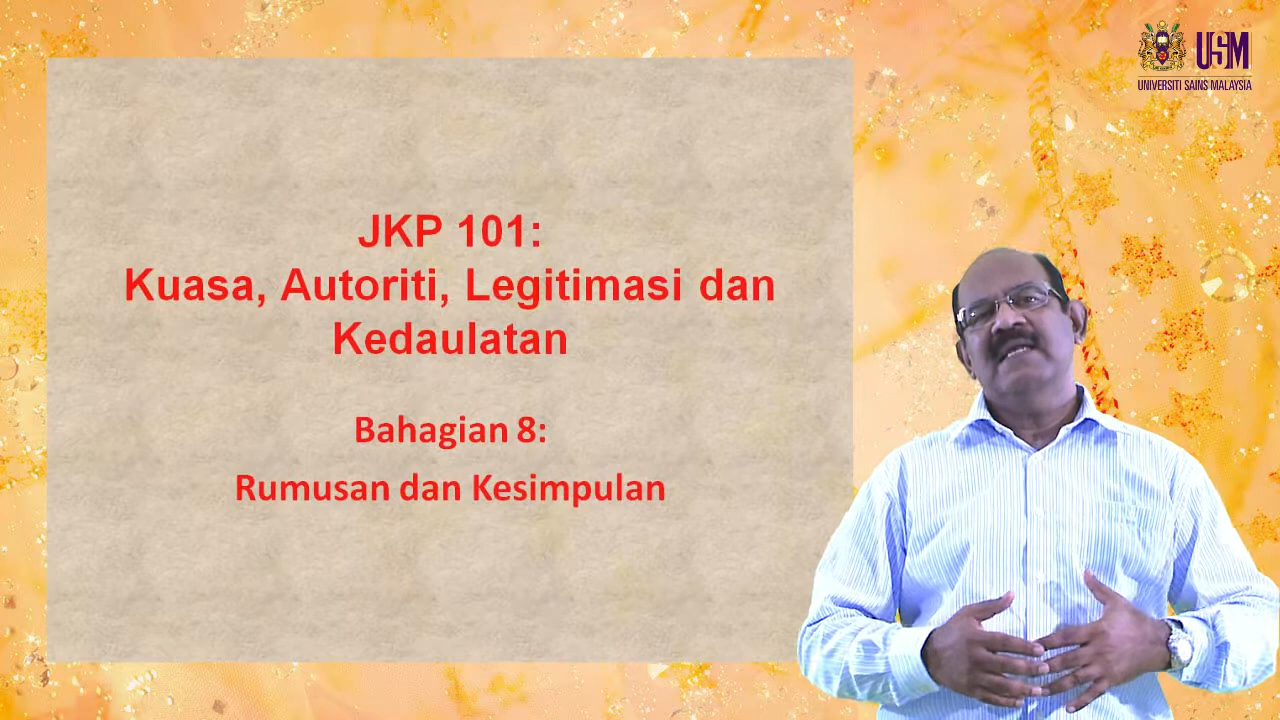 USM
UNIVERSITI SAINS MALAYSIA
JKP 101:
Kuasa, Autoriti, Legitimasi dan
Kedaulatan
Bahagian 8:
Rumusan dan Kesimpulan